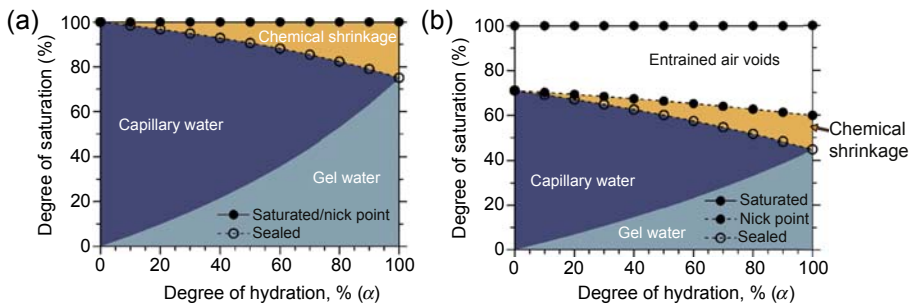 (a)
Degree of saturation (%)
100
80
60
40
20
0
Chemical shrinkage
Capillary water
Gel water
Saturated/nick point
Sealed
0 20 40 60 80 100
Degree of hydration, % (α)
(b)
Degree of saturation (%)
100
80
60
40
20
0
Entrained air voids
Chemical
shrinkage
Capillary water
Gel water
Saturated
Nick point
Sealed
0 20 40 60 80 100
Degree of hydration, % (α)